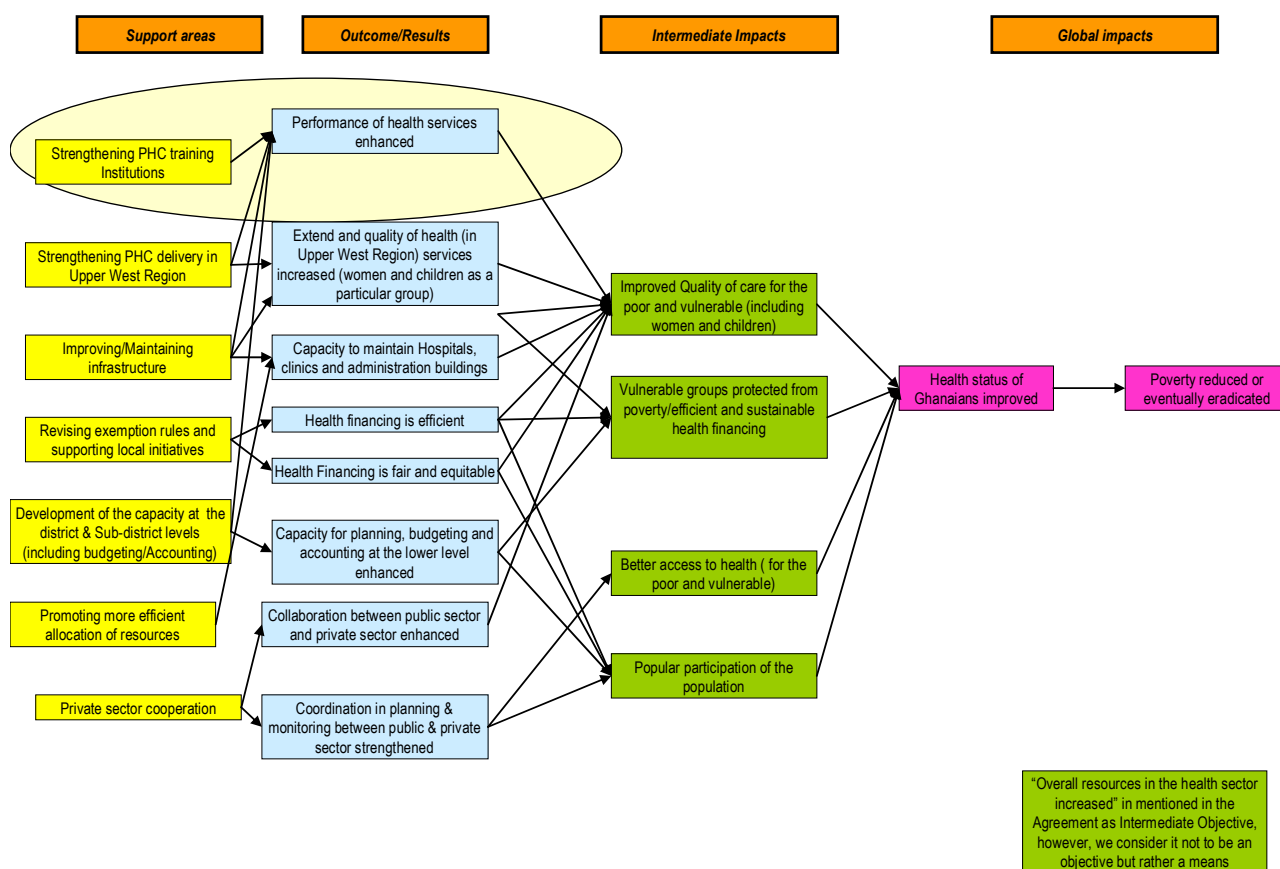 Support areas
Outcome/Results
Intermediate Impacts
Global impacts
Performance of health services
enhanced
Strengthening PHC training
Institutions
Strengthening PHC delivery in
Upper West Region
Extend and quality of health (in
Upper West Region) services
increased (women and children as a
particular group)
Improving/Maintaining
infrastructure
Capacity to maintain Hospitals,
clinics and administration buildings
Revising exemption rules and
supporting local initiatives
Health financing is efficient
Health Financing is fair and equitable
Development of the capacity at the
district & Sub-district levels
(including budgeting/Accounting)
Capacity for planning, budgeting and
accounting at the lower level
enhanced
Promoting more efficient
allocation of resources
Collaboration between public sector
and private sector enhanced
Private sector cooperation
Coordination in planning &
monitoring between public & private
sector strengthened
Improved Quality of care for the
poor and vulnerable (including
women and children)
Vulnerable groups protected from
poverty/efficient and sustainable
health financing
Better access to health ( for the
poor and vulnerable)
Popular participation of the
population
Health status of
Ghanaians improved
Poverty reduced or
eventually eradicated
“Overall resources in the health sector
increased” in mentioned in the
Agreement as Intermediate Objective,
however, we consider it not to be an
objective but rather a means